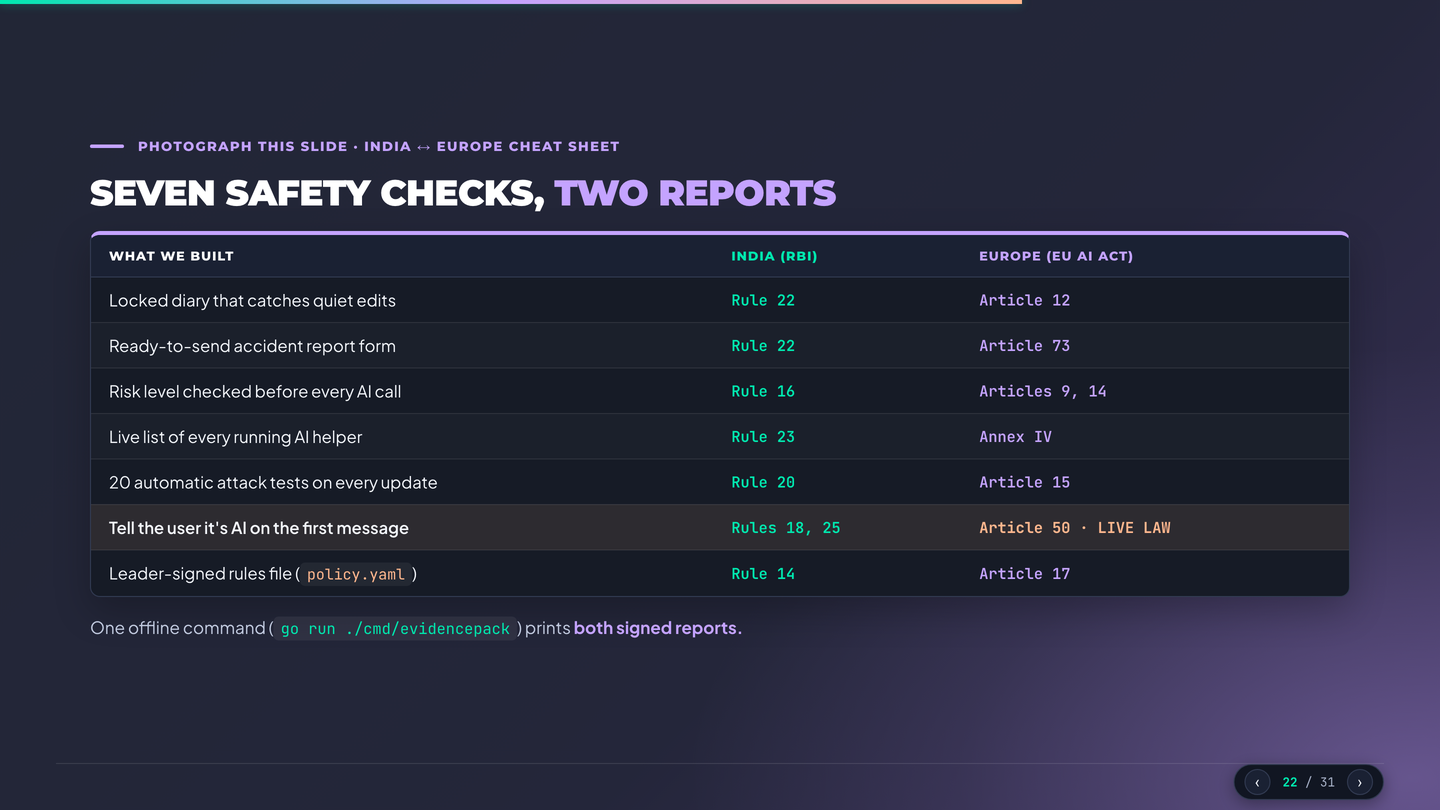 PHOTOGRAPH THIS SLIDE · INDIA ↔ EUROPE CHEAT SHEET
SEVEN SAFETY CHECKS, TWO REPORTS
WHAT WE BUILT INDIA (RBI) EUROPE (EU AI ACT)
Locked diary that catches quiet edits Rule 22 Article 12
Ready-to-send accident report form Rule 22 Article 73
Risk level checked before every AI call Rule 16 Articles 9, 14
Live list of every running AI helper Rule 23 Annex IV
20 automatic attack tests on every update Rule 20 Article 15
Tell the user it's AI on the first message Rules 18, 25 Article 50 · LIVE LAW
Leader-signed rules file (policy.yaml) Rule 14 Article 17
One offline command (go run ./cmd/evidencepack) prints both signed reports.
‹ 22 / 31 ›